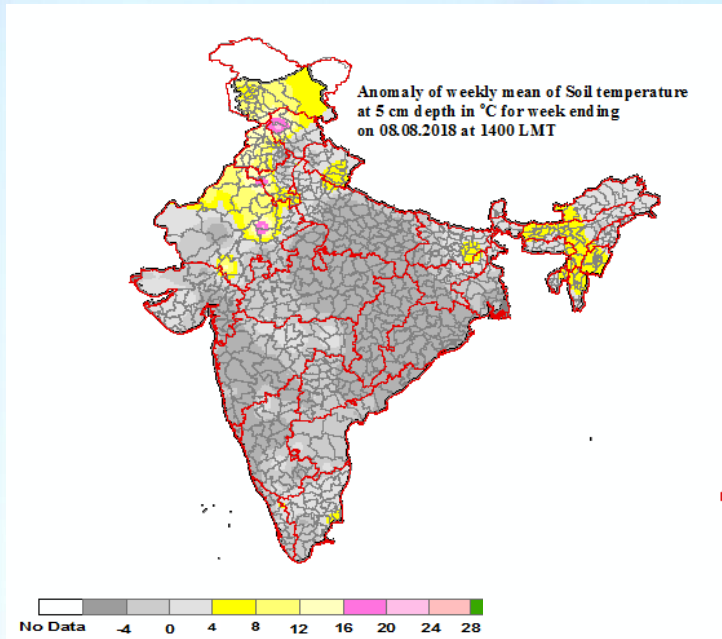 Anomaly of weekly mean of Soil temperature
at 5 cm depth in °C for week ending
on 08.08.2018 at 1400 LMT
No Data -4 0 4 8 12 16 20 24 28